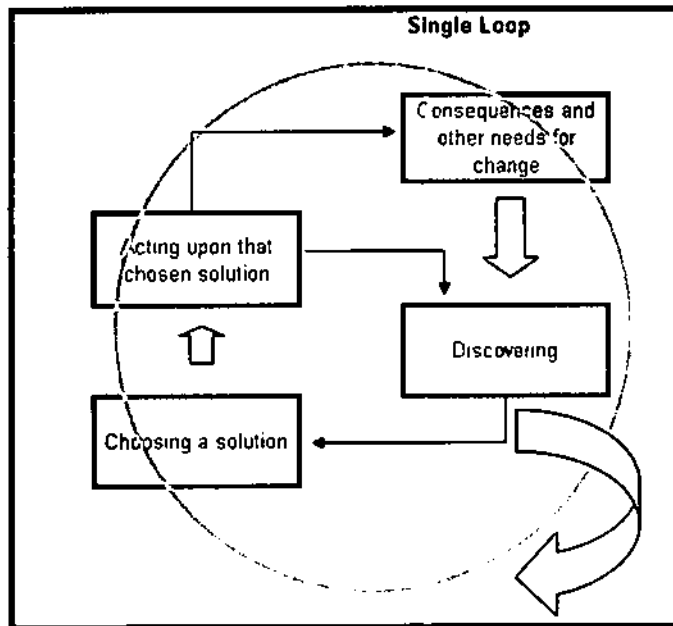 Single Loop
Consequences and
other needs for
change
Acting upon that
chosen solution
Discovering
Choosing a solution